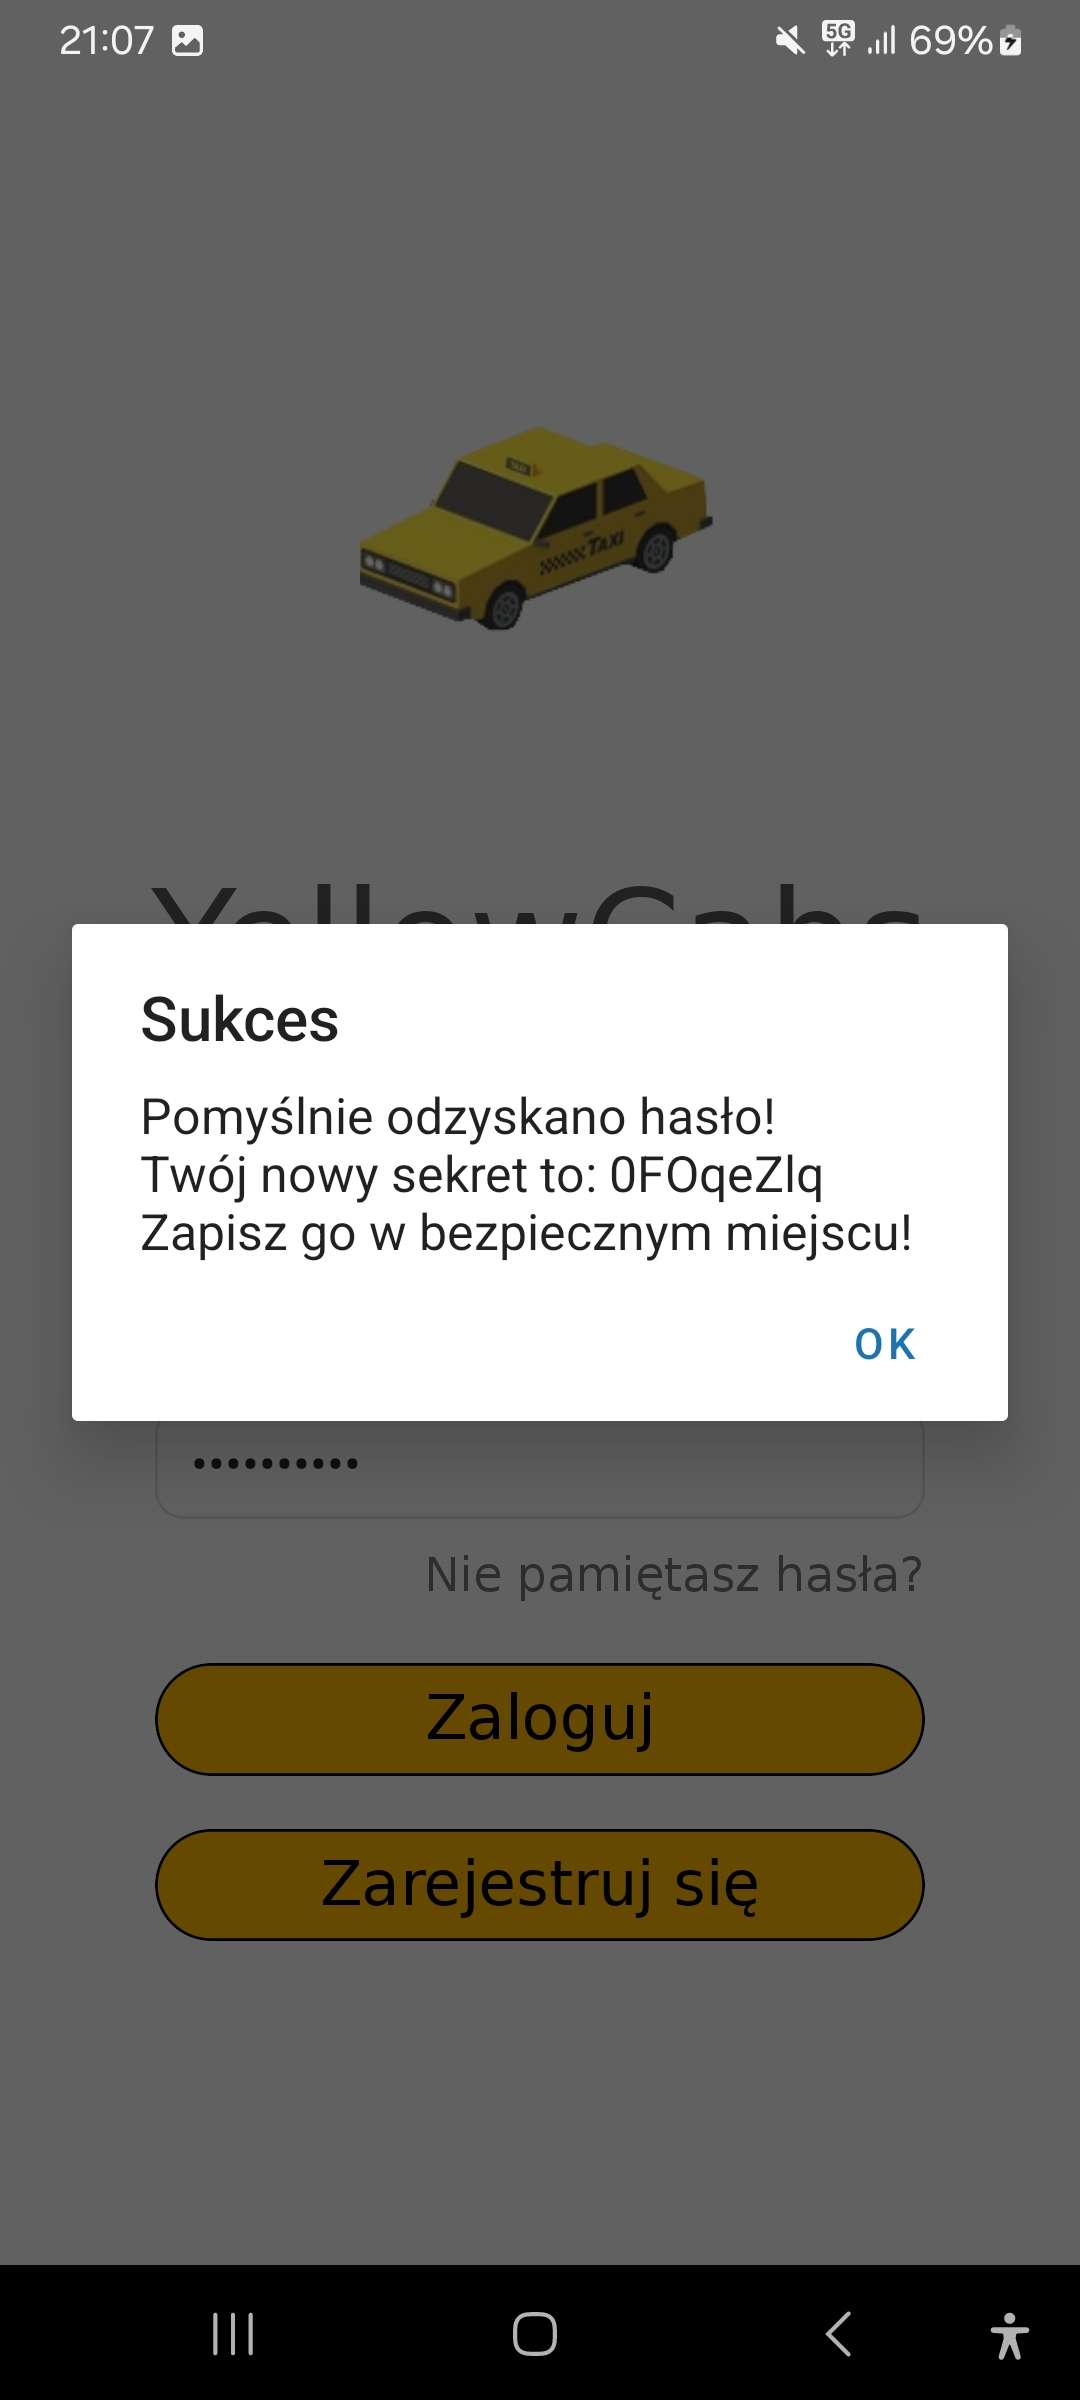 21:07 5G 69%
TAXI
TAXI
YellowCabs
Sukces
Pomyślnie odzyskano hasło!
Twój nowy sekret to: 0FOqeZlq
Zapisz go w bezpiecznym miejscu!
OK
••••••••••
Nie pamiętasz hasła?
Zaloguj
Zarejestruj się